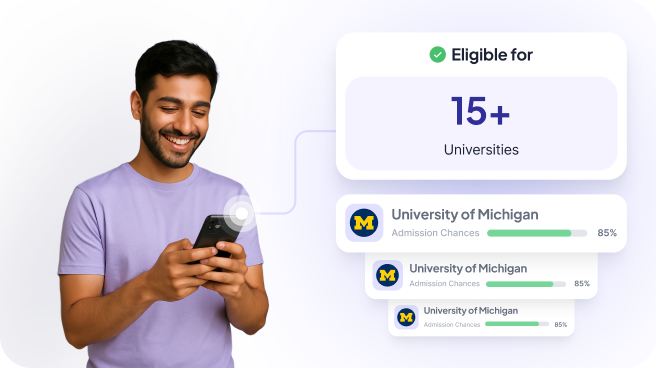 Eligible for
15+
Universities
M
University of Michigan
Admission Chances 85%
M
University of Michigan
Admission Chances 85%
M
University of Michigan
Admission Chances 85%